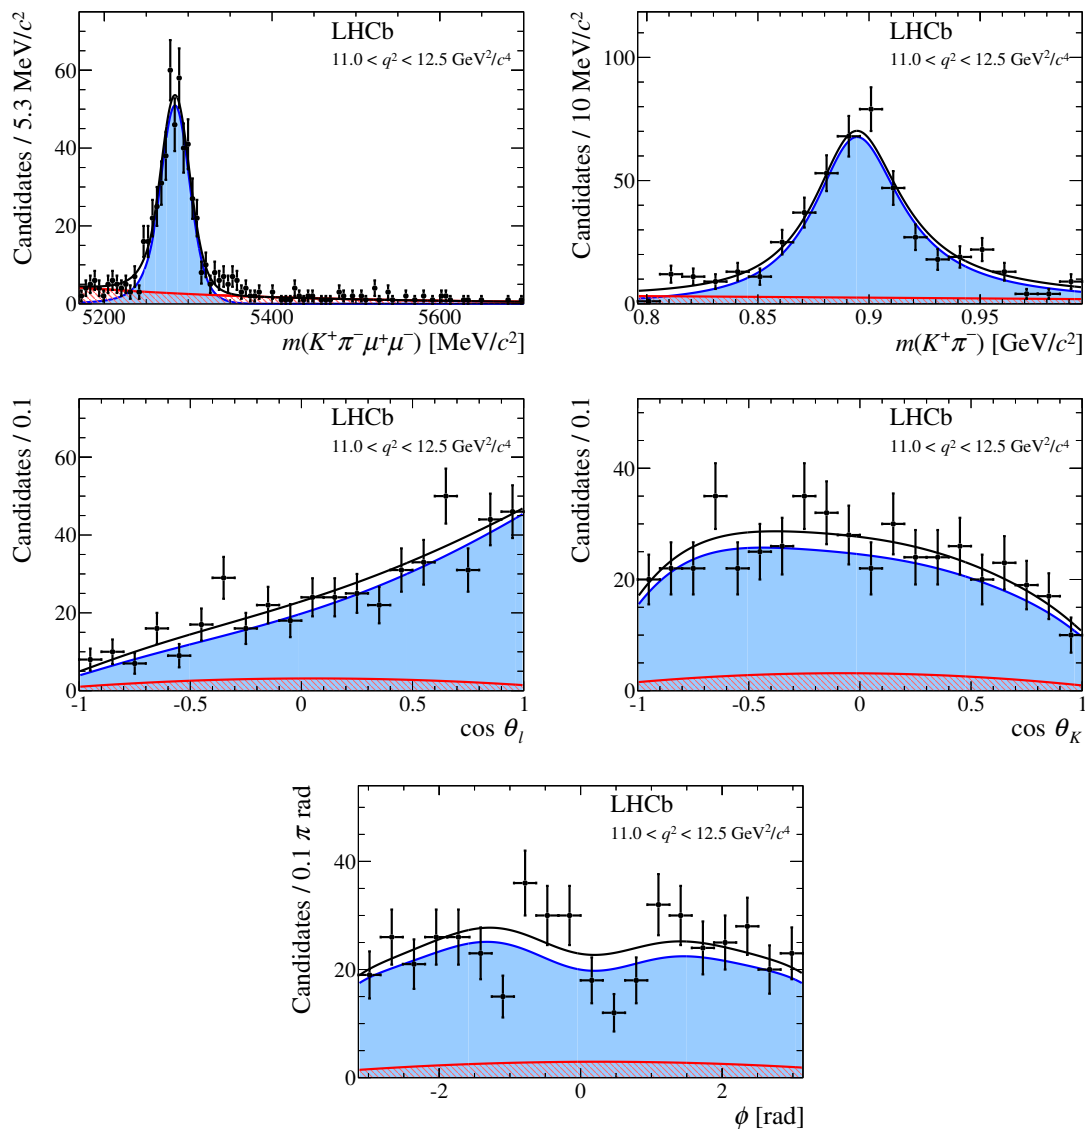 LHCb
11.0 < q² < 12.5 GeV²/c⁴
Candidates / 5.3 MeV/c²
60
40
20
0
5200 5400 5600
m(K⁺π⁻μ⁺μ⁻) [MeV/c²]
LHCb
11.0 < q² < 12.5 GeV²/c⁴
Candidates / 10 MeV/c²
100
50
0
0.8 0.85 0.9 0.95
m(K⁺π⁻) [GeV/c²]
LHCb
11.0 < q² < 12.5 GeV²/c⁴
Candidates / 0.1
60
40
20
0
-1 -0.5 0 0.5 1
cos θ_l
LHCb
11.0 < q² < 12.5 GeV²/c⁴
Candidates / 0.1
40
20
0
-1 -0.5 0 0.5 1
cos θ_K
LHCb
11.0 < q² < 12.5 GeV²/c⁴
Candidates / 0.1 π rad
40
20
0
-2 0 2
ϕ [rad]